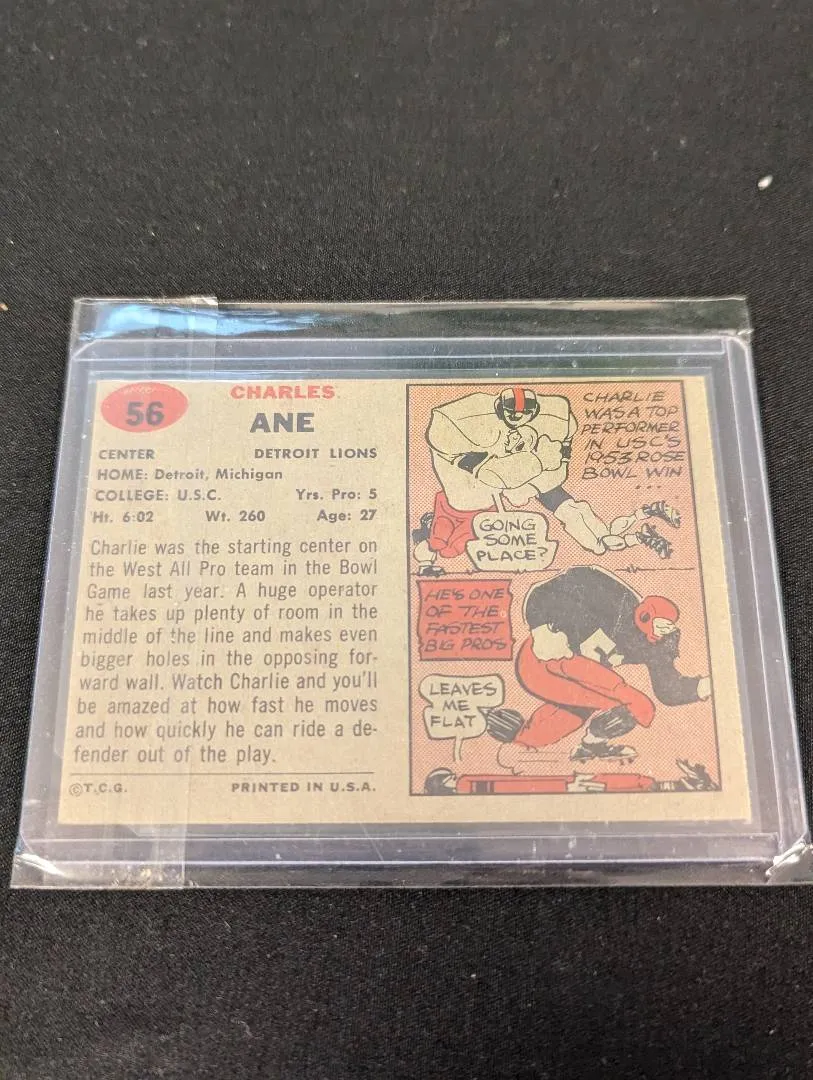 56
CHARLES
ANE
CENTER DETROIT LIONS
HOME: Detroit, Michigan
COLLEGE: U.S.C. Yrs. Pro: 5
Ht. 6:02 Wt. 260 Age: 27
Charlie was the starting center on
the West All Pro team in the Bowl
Game last year. A huge operator
he takes up plenty of room in the
middle of the line and makes even
bigger holes in the opposing for-
ward wall. Watch Charlie and you'll
be amazed at how fast he moves
and how quickly he can ride a de-
fender out of the play.
©T.C.G. PRINTED IN U.S.A.
CHARLIE
WAS A TOP
PERFORMER
IN USC'S
1953 ROSE
BOWL WIN
...
GOING
SOME
PLACE?
HE'S ONE
OF THE
FASTEST
BIG PROS
LEAVES
ME
FLAT